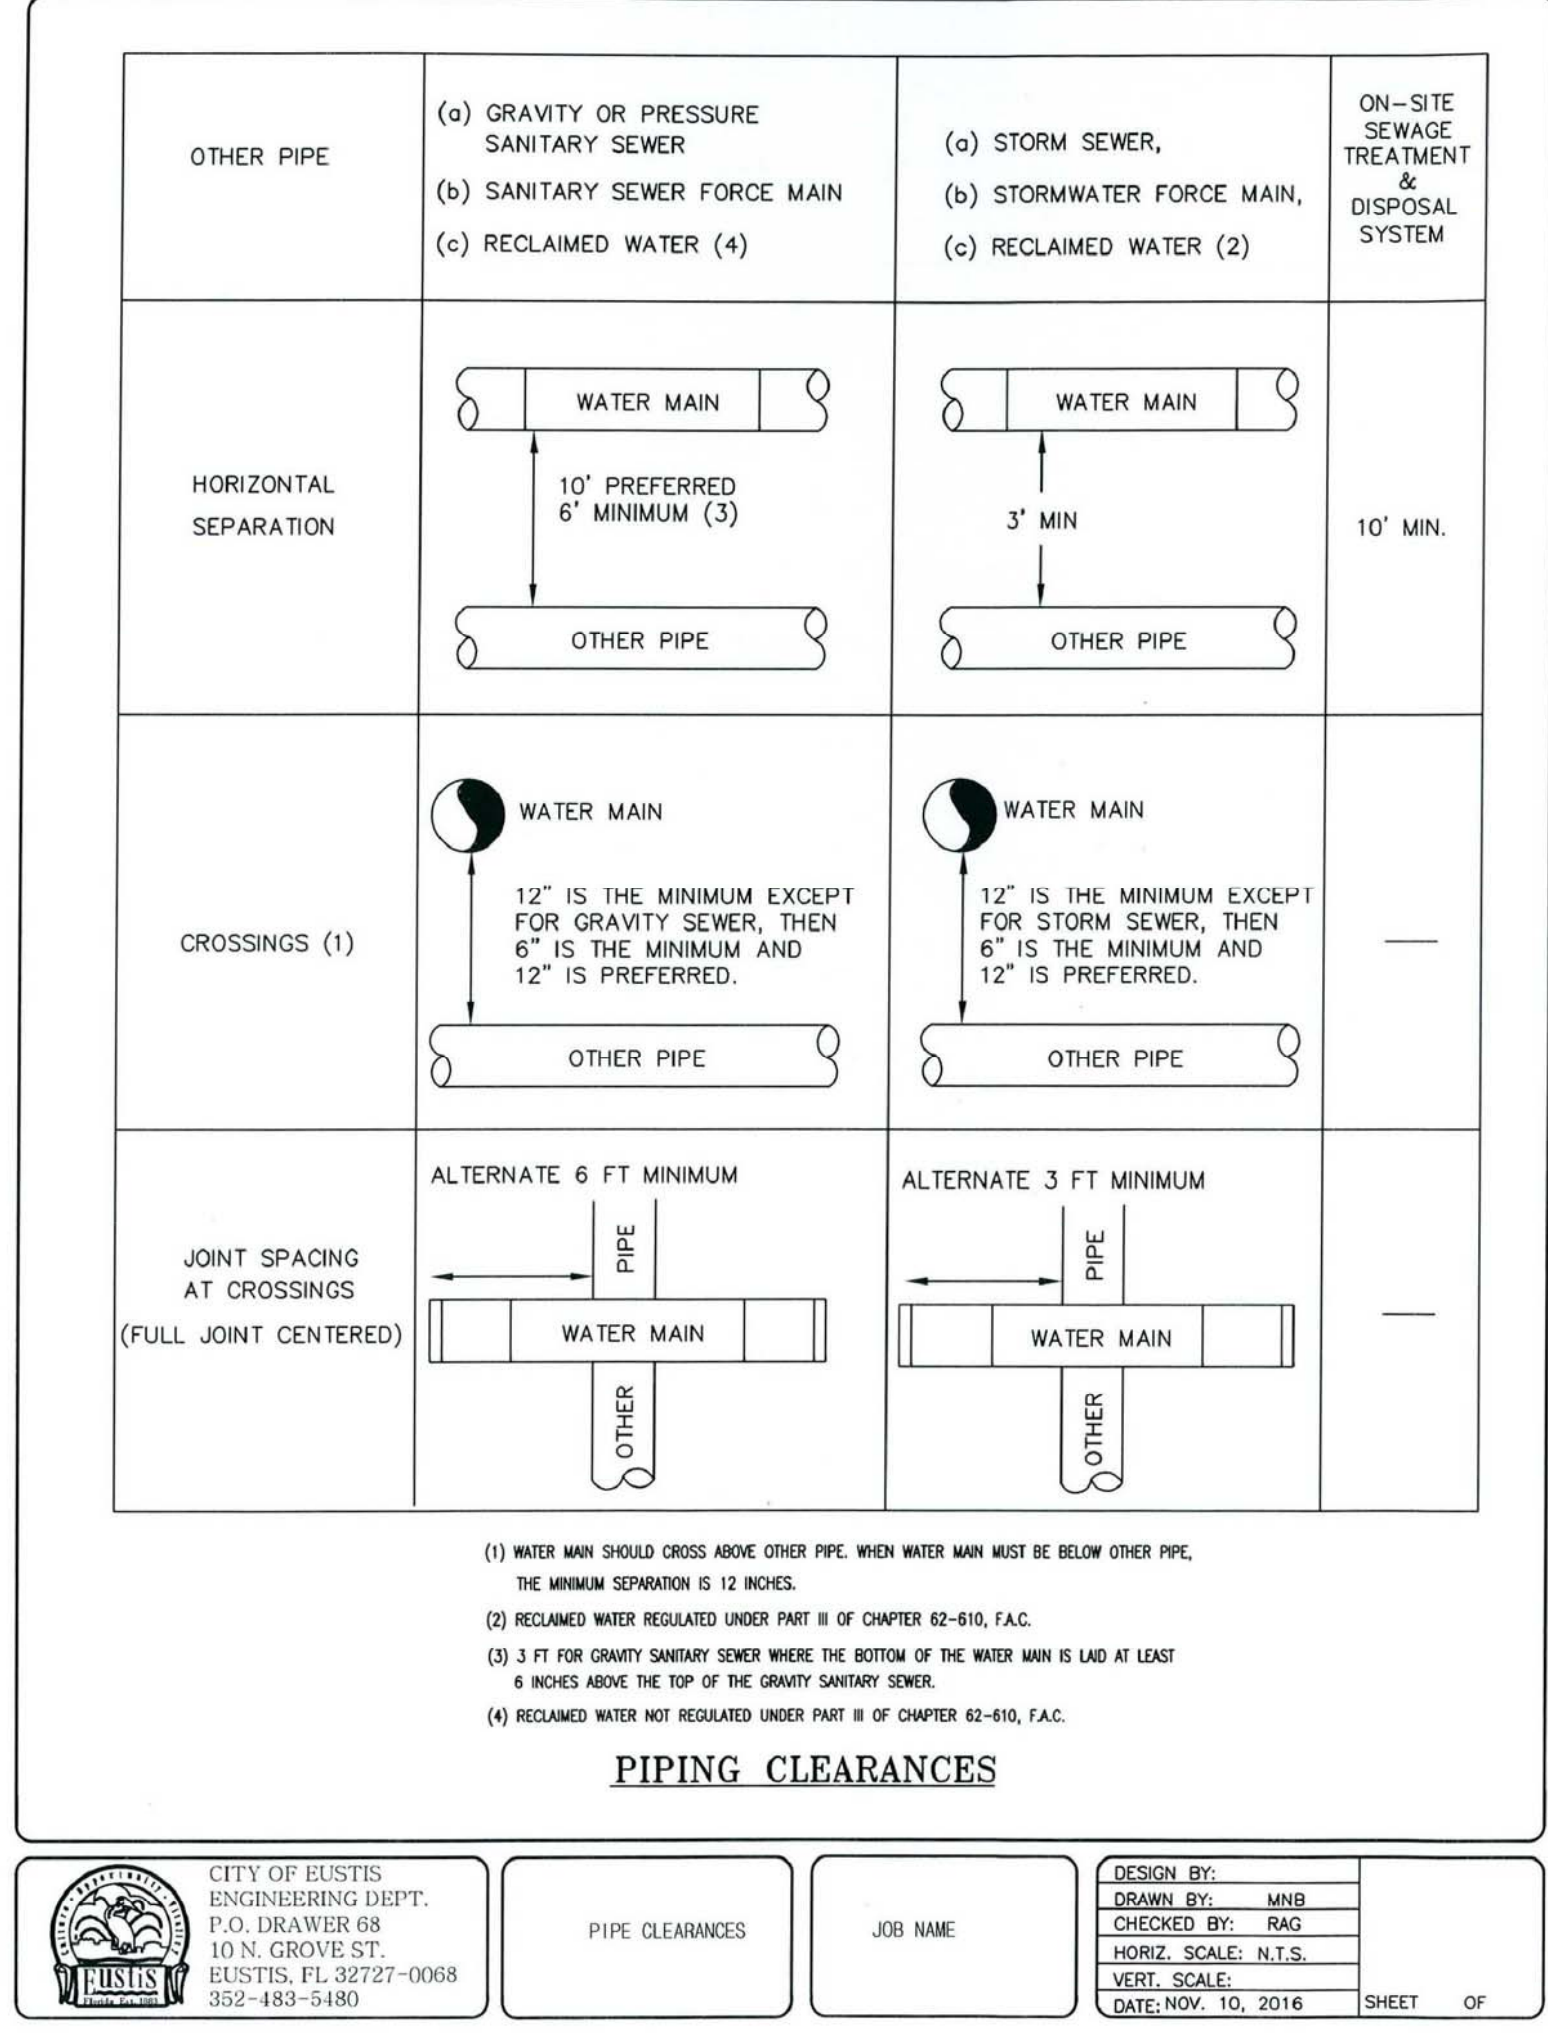 OTHER PIPE
(a) GRAVITY OR PRESSURE
SANITARY SEWER
(b) SANITARY SEWER FORCE MAIN
(c) RECLAIMED WATER (4)
(a) STORM SEWER,
(b) STORMWATER FORCE MAIN,
(c) RECLAIMED WATER (2)
ON-SITE
SEWAGE
TREATMENT
&
DISPOSAL
SYSTEM
HORIZONTAL
SEPARATION
WATER MAIN
10' PREFERRED
6' MINIMUM (3)
OTHER PIPE
WATER MAIN
3' MIN
OTHER PIPE
10' MIN.
CROSSINGS (1)
WATER MAIN
12" IS THE MINIMUM EXCEPT
FOR GRAVITY SEWER, THEN
6" IS THE MINIMUM AND
12" IS PREFERRED.
OTHER PIPE
WATER MAIN
12" IS THE MINIMUM EXCEPT
FOR STORM SEWER, THEN
6" IS THE MINIMUM AND
12" IS PREFERRED.
OTHER PIPE
JOINT SPACING
AT CROSSINGS
(FULL JOINT CENTERED)
ALTERNATE 6 FT MINIMUM
PIPE
WATER MAIN
OTHER
ALTERNATE 3 FT MINIMUM
PIPE
WATER MAIN
OTHER
(1) WATER MAIN SHOULD CROSS ABOVE OTHER PIPE. WHEN WATER MAIN MUST BE BELOW OTHER PIPE,
THE MINIMUM SEPARATION IS 12 INCHES.
(2) RECLAIMED WATER REGULATED UNDER PART III OF CHAPTER 62-610, F.A.C.
(3) 3 FT FOR GRAVITY SANITARY SEWER WHERE THE BOTTOM OF THE WATER MAIN IS LAID AT LEAST
6 INCHES ABOVE THE TOP OF THE GRAVITY SANITARY SEWER.
(4) RECLAIMED WATER NOT REGULATED UNDER PART III OF CHAPTER 62-610, F.A.C.
PIPING CLEARANCES
Eustis
CITY OF EUSTIS
ENGINEERING DEPT.
P.O. DRAWER 68
10 N. GROVE ST.
EUSTIS, FL 32727-0068
352-483-5480
PIPE CLEARANCES
JOB NAME
DESIGN BY:
DRAWN BY: MNB
CHECKED BY: RAG
HORIZ. SCALE: N.T.S.
VERT. SCALE:
DATE: NOV. 10, 2016
SHEET OF